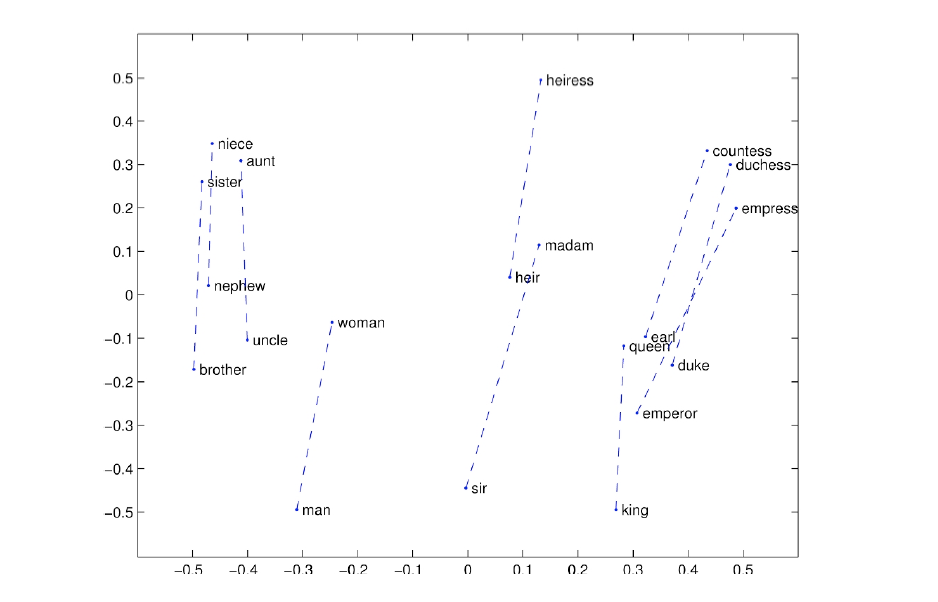 0.5
heiress
0.4
niece
countess
aunt
duchess
0.3
sister
0.2
empress
madam
0.1
heir
nephew
0
woman
−0.1
earl
uncle
queen
duke
brother
−0.2
emperor
−0.3
−0.4
sir
−0.5
man
king
−0.5 −0.4 −0.3 −0.2 −0.1 0 0.1 0.2 0.3 0.4 0.5